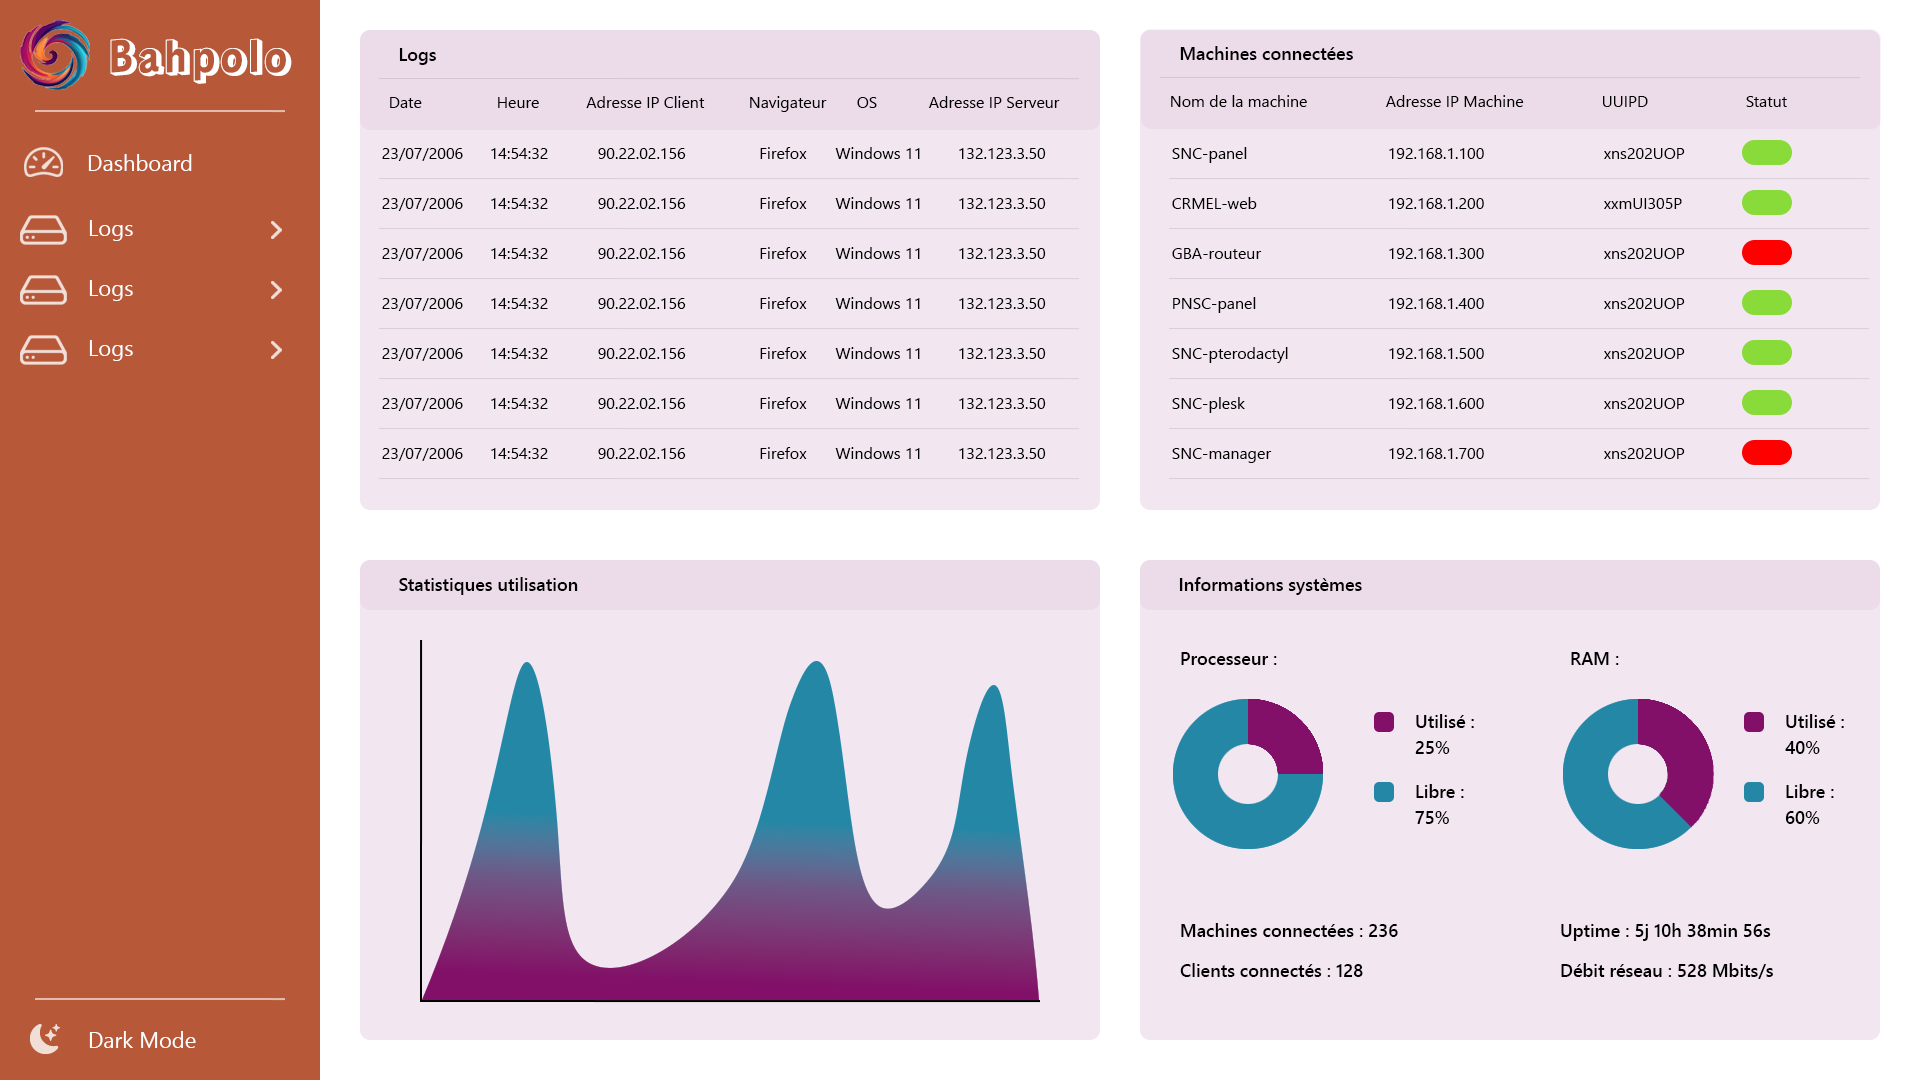 Bahpolo
Dashboard
Logs
Logs
Logs
Dark Mode
Logs
Date Heure Adresse IP Client Navigateur OS Adresse IP Serveur
23/07/2006 14:54:32 90.22.02.156 Firefox Windows 11 132.123.3.50
23/07/2006 14:54:32 90.22.02.156 Firefox Windows 11 132.123.3.50
23/07/2006 14:54:32 90.22.02.156 Firefox Windows 11 132.123.3.50
23/07/2006 14:54:32 90.22.02.156 Firefox Windows 11 132.123.3.50
23/07/2006 14:54:32 90.22.02.156 Firefox Windows 11 132.123.3.50
23/07/2006 14:54:32 90.22.02.156 Firefox Windows 11 132.123.3.50
23/07/2006 14:54:32 90.22.02.156 Firefox Windows 11 132.123.3.50
Machines connectées
Nom de la machine Adresse IP Machine UUIPD Statut
SNC-panel 192.168.1.100 xns202UOP
CRMEL-web 192.168.1.200 xxmUI305P
GBA-routeur 192.168.1.300 xns202UOP
PNSC-panel 192.168.1.400 xns202UOP
SNC-pterodactyl 192.168.1.500 xns202UOP
SNC-plesk 192.168.1.600 xns202UOP
SNC-manager 192.168.1.700 xns202UOP
Statistiques utilisation
Informations systèmes
Processeur :
Utilisé :
25%
Libre :
75%
RAM :
Utilisé :
40%
Libre :
60%
Machines connectées : 236
Clients connectés : 128
Uptime : 5j 10h 38min 56s
Débit réseau : 528 Mbits/s